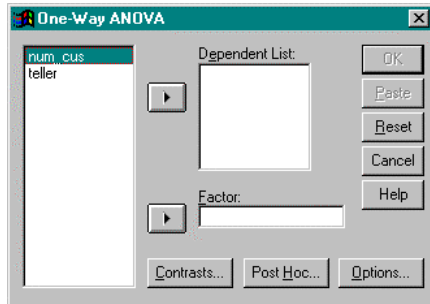 One-Way ANOVA
num_cus
teller
Dependent List:
Factor:
OK
Paste
Reset
Cancel
Help
Contrasts...
Post Hoc...
Options...